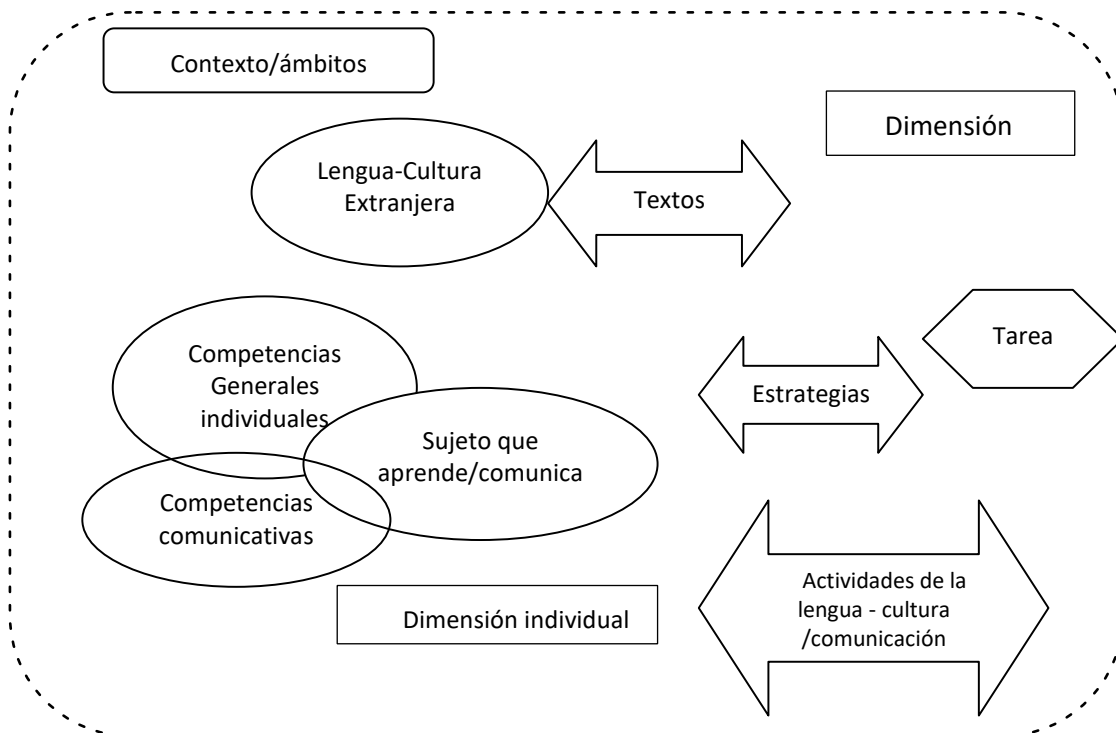 Contexto/ámbitos
Dimensión
Lengua-Cultura
Extranjera
Textos
Tarea
Competencias
Generales
individuales
Estrategias
Sujeto que
aprende/comunica
Competencias
comunicativas
Actividades de la
lengua - cultura
/comunicación
Dimensión individual